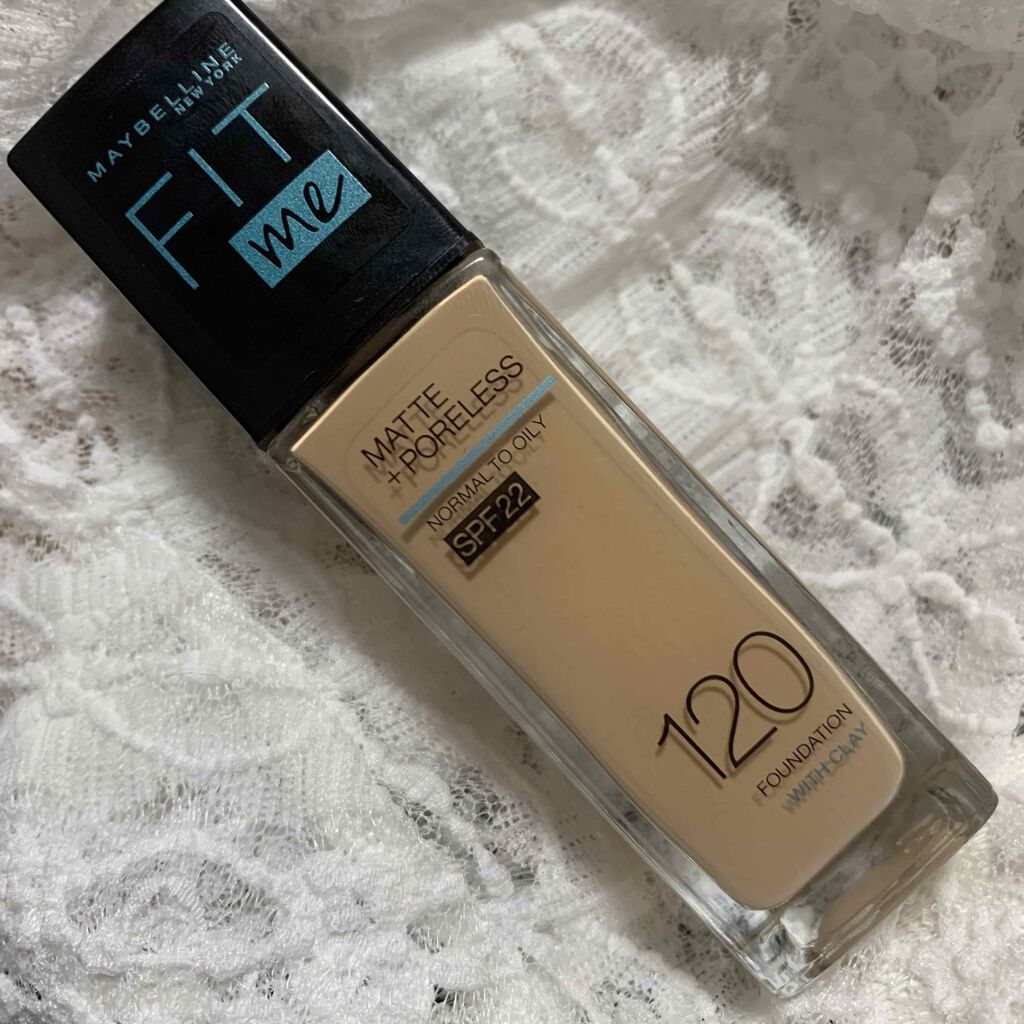 MAYBELLINE
NEW YORK
FIT
me
MATTE
+ PORELESS
NORMAL TO OILY
SPF 22
120
FOUNDATION
WITH CLAY